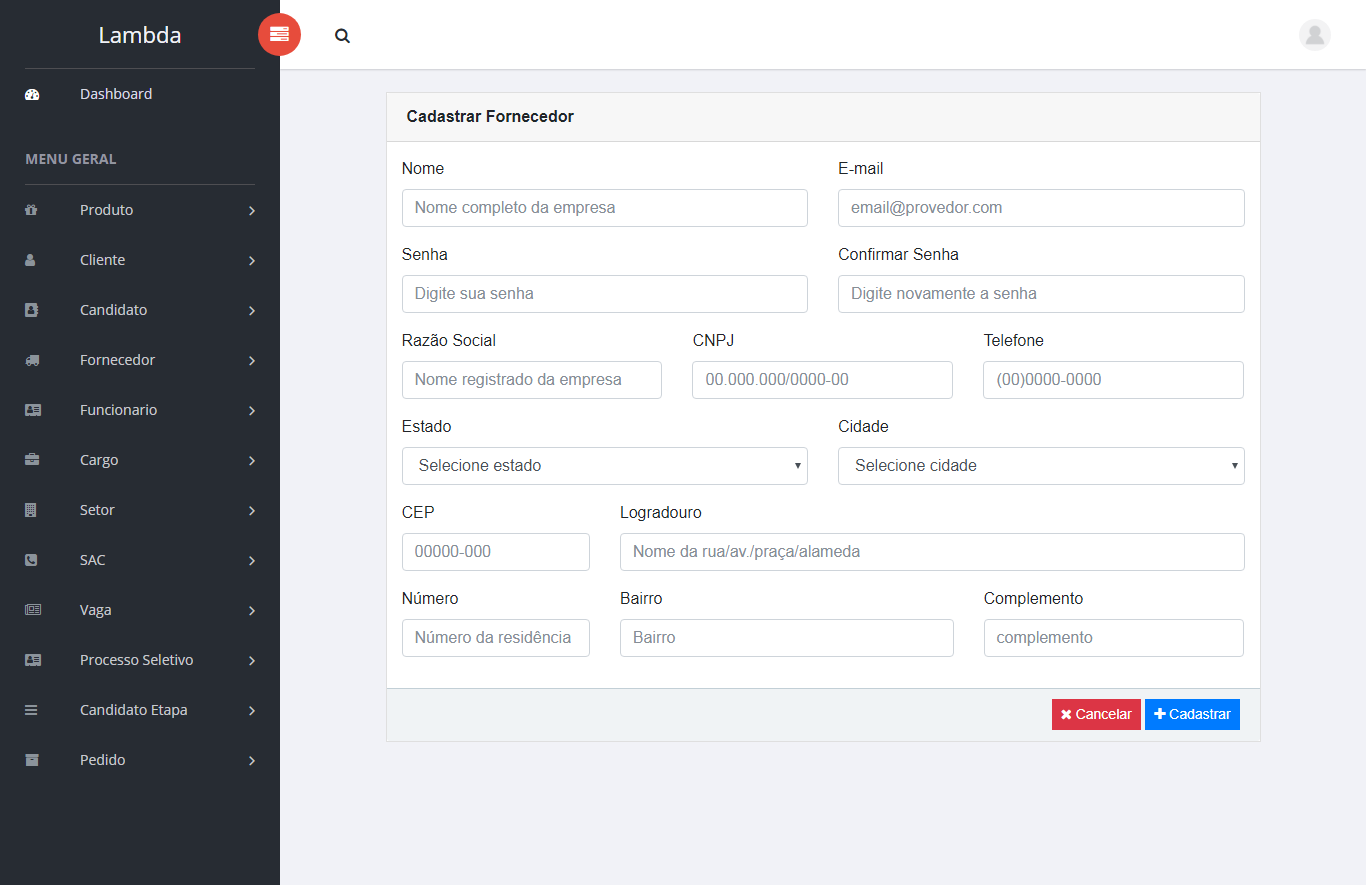 Lambda
Dashboard
MENU GERAL
Produto
Cliente
Candidato
Fornecedor
Funcionario
Cargo
Setor
SAC
Vaga
Processo Seletivo
Candidato Etapa
Pedido
Cadastrar Fornecedor
Nome E-mail
Nome completo da empresa email@provedor.com
Senha Confirmar Senha
Digite sua senha Digite novamente a senha
Razão Social CNPJ Telefone
Nome registrado da empresa 00.000.000/0000-00 (00)0000-0000
Estado Cidade
Selecione estado Selecione cidade
CEP Logradouro
00000-000 Nome da rua/av./praça/alameda
Número Bairro Complemento
Número da residência Bairro complemento
Cancelar Cadastrar